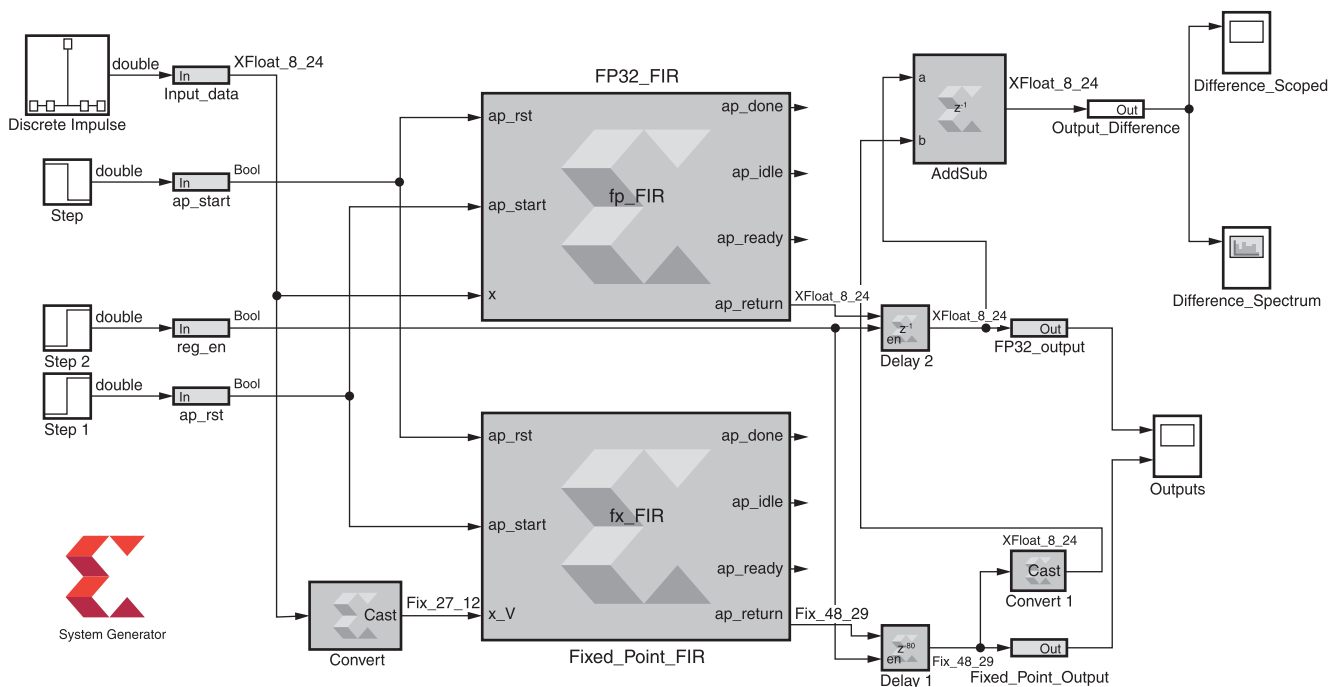 Discrete Impulse
double
In
Input_data
XFloat_8_24
Step
double
In
ap_start
Bool
Step 2
double
In
reg_en
Bool
Step 1
double
In
ap_rst
Bool
System Generator
Cast
Convert
Fix_27_12
FP32_FIR
ap_rst
ap_start
x
fp_FIR
ap_done
ap_idle
ap_ready
ap_return
XFloat_8_24
ap_rst
ap_start
x_V
fx_FIR
ap_done
ap_idle
ap_ready
ap_return
Fixed_Point_FIR
Fix_48_29
z-1
en
Delay 2
XFloat_8_24
Out
FP32_output
a
b
z-1
AddSub
XFloat_8_24
Out
Output_Difference
Difference_Scoped
Difference_Spectrum
Outputs
XFloat_8_24
Cast
Convert 1
z-80
en
Delay 1
Fix_48_29
Out
Fixed_Point_Output